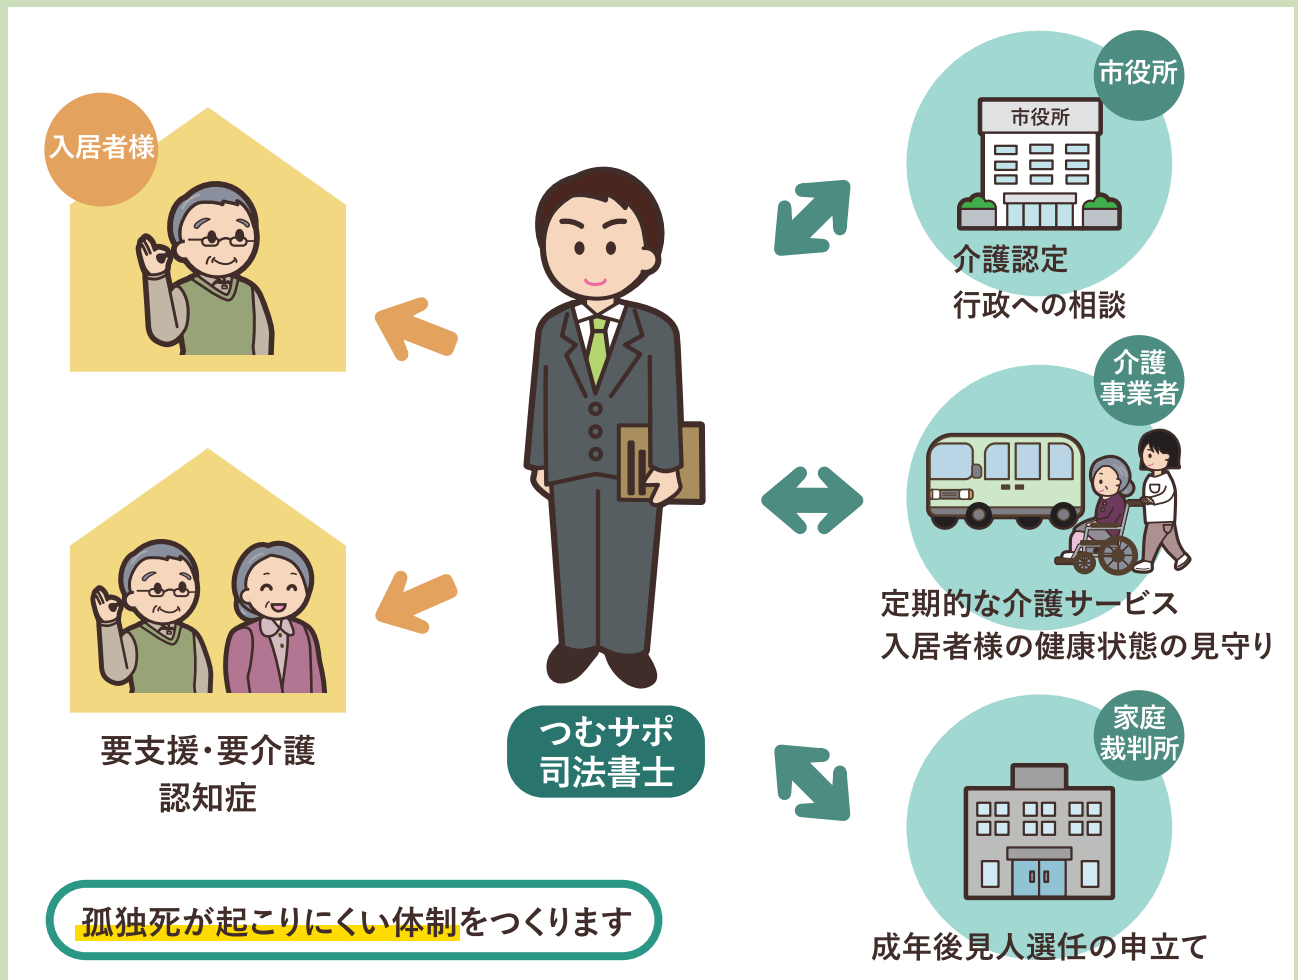 入居者様
要支援・要介護
認知症
つむサポ
司法書士
市役所
市役所
介護認定
行政への相談
介護
事業者
定期的な介護サービス
入居者様の健康状態の見守り
家庭
裁判所
成年後見人選任の申立て
孤独死が起こりにくい体制をつくります